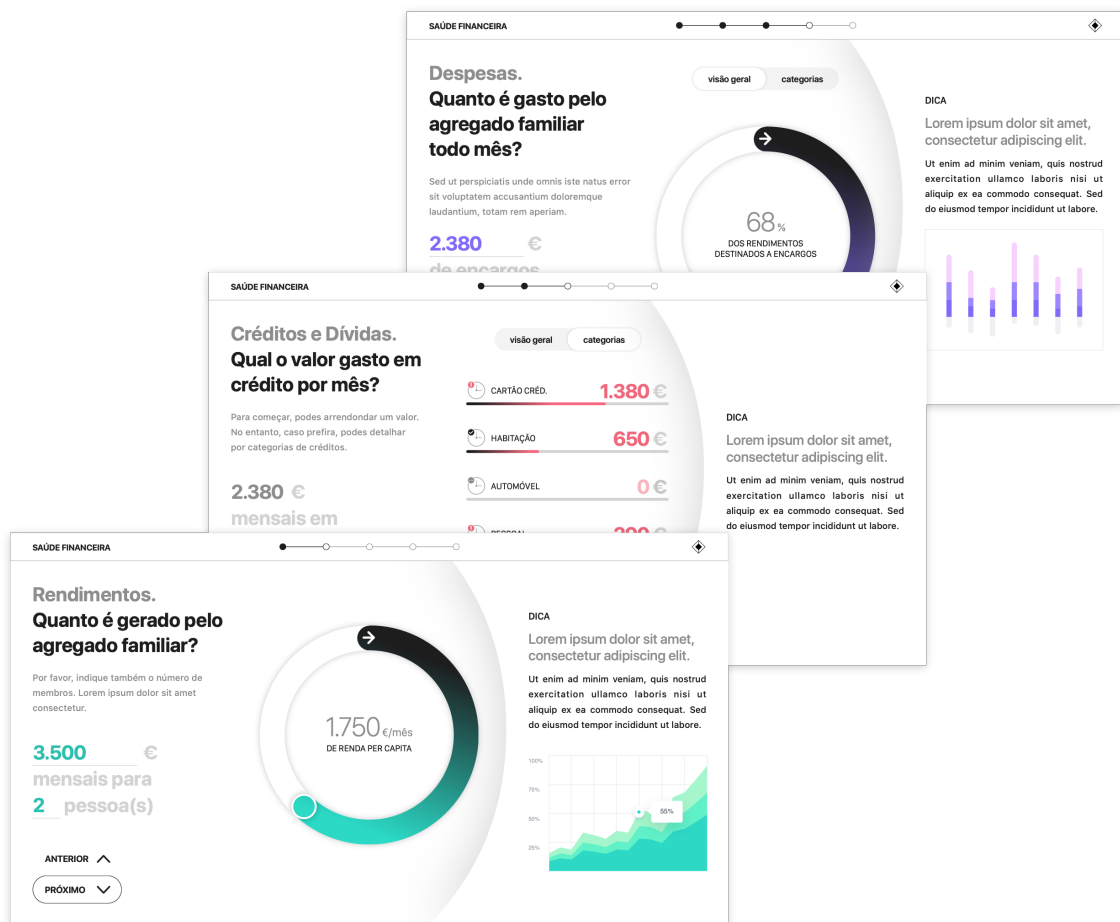 SAÚDE FINANCEIRA
Despesas.
Quanto é gasto pelo
agregado familiar
todo mês?
Sed ut perspiciatis unde omnis iste natus error
sit voluptatem accusantium doloremque
laudantium, totam rem aperiam.
2.380 €
de encargos
visão geral categorias
68 %
DOS RENDIMENTOS
DESTINADOS A ENCARGOS
DICA
Lorem ipsum dolor sit amet,
consectetur adipiscing elit.
Ut enim ad minim veniam, quis nostrud
exercitation ullamco laboris nisi ut
aliquip ex ea commodo consequat. Sed
do eiusmod tempor incididunt ut labore.
SAÚDE FINANCEIRA
Créditos e Dívidas.
Qual o valor gasto em
crédito por mês?
Para começar, podes arrendondar um valor.
No entanto, caso prefira, podes detalhar
por categorias de créditos.
2.380 €
mensais em
visão geral categorias
CARTÃO CRÉD. 1.380 €
HABITAÇÃO 650 €
AUTOMÓVEL 0 €
DICA
Lorem ipsum dolor sit amet,
consectetur adipiscing elit.
Ut enim ad minim veniam, quis nostrud
exercitation ullamco laboris nisi ut
aliquip ex ea commodo consequat. Sed
do eiusmod tempor incididunt ut labore.
SAÚDE FINANCEIRA
Rendimentos.
Quanto é gerado pelo
agregado familiar?
Por favor, indique também o número de
membros. Lorem ipsum dolor sit amet
consectetur.
3.500 €
mensais para
2 pessoa(s)
ANTERIOR
PRÓXIMO
1.750 €/mês
DE RENDA PER CAPITA
DICA
Lorem ipsum dolor sit amet,
consectetur adipiscing elit.
Ut enim ad minim veniam, quis nostrud
exercitation ullamco laboris nisi ut
aliquip ex ea commodo consequat. Sed
do eiusmod tempor incididunt ut labore.
100%
75%
50%
25%
55%